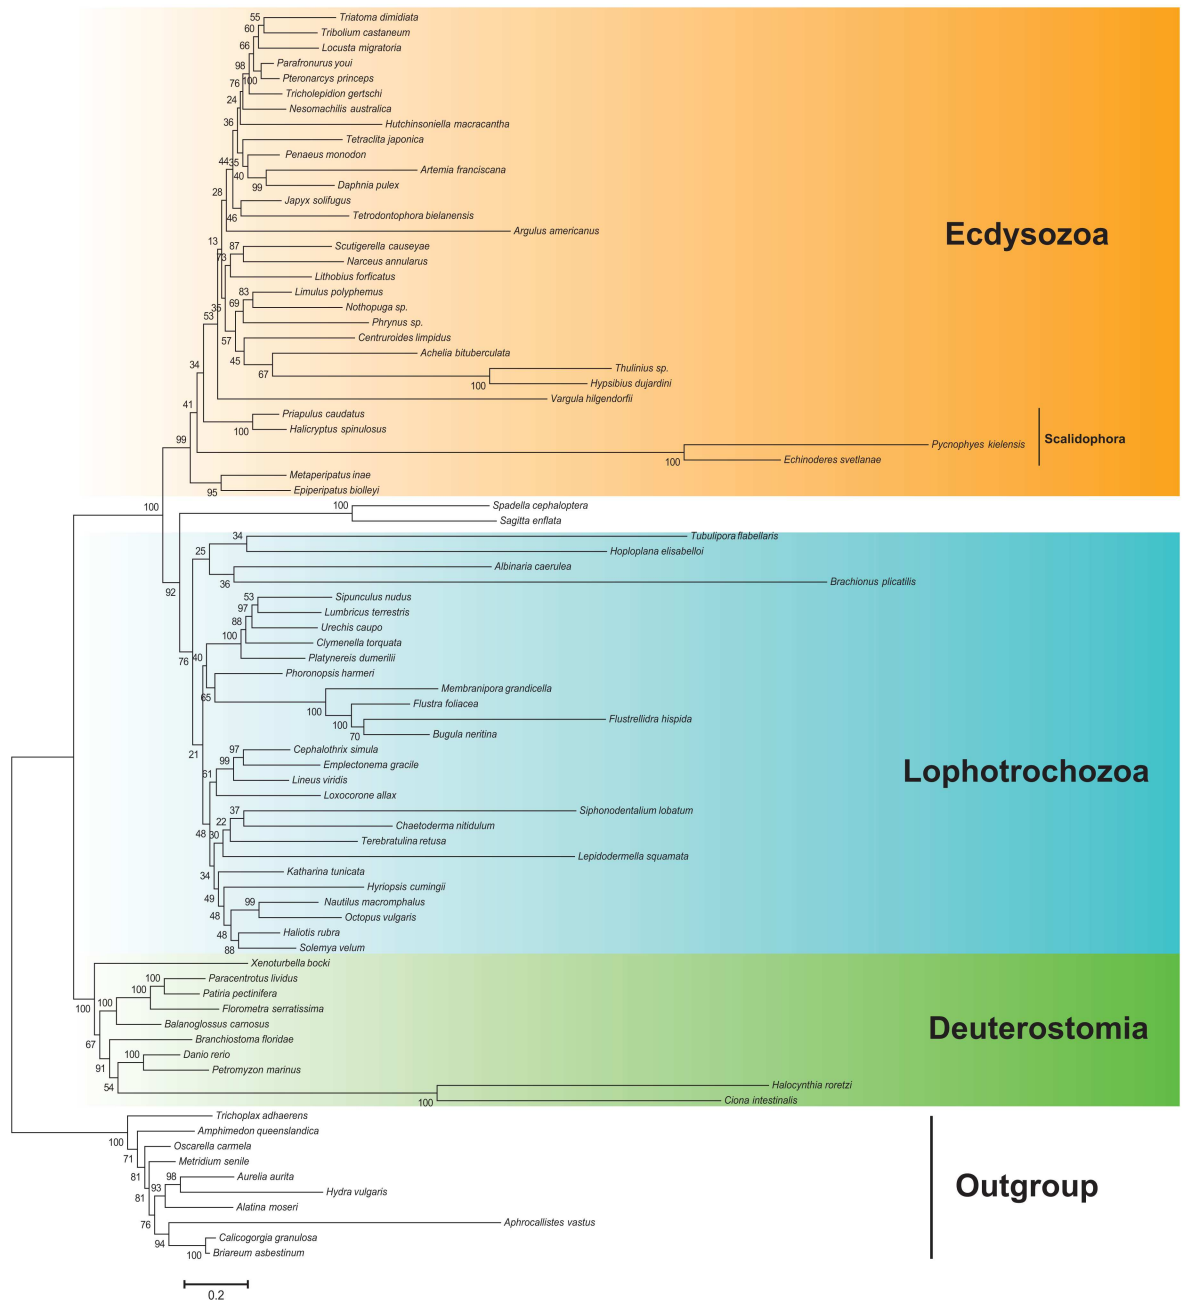 55 Triatoma dimidiata
60 Tribolium castaneum
66 Locusta migratoria
98 Parafronurus youi
76 100 Pteronarcys princeps
Tricholepidion gertschi
24 Nesomachilis australica
36 Hutchinsoniella macracantha
Tetraclita japonica
44 35 Penaeus monodon
40 Artemia franciscana
99 Daphnia pulex
28 Japyx solifugus
46 Tetrodontophora bielanensis
Argulus americanus
13 87 Scutigerella causeyae
73 Narceus annularus
Lithobius forficatus
83 Limulus polyphemus
35 69 Nothopuga sp.
53 Phrynus sp.
57 Centruroides limpidus
45 Achelia bituberculata
34 67 Thulinius sp.
100 Hypsibius dujardini
Vargula hilgendorfii
41 Priapulus caudatus
100 Halicryptus spinulosus
99 Pycnophyes kielensis
100 Echinoderes svetlanae
Metaperipatus inae
95 Epiperipatus biolleyi
Ecdysozoa
Scalidophora
100 100 Spadella cephaloptera
Sagitta enflata
34 Tubulipora flabellaris
25 Hoploplana elisabelloi
Albinaria caerulea
92 36 Brachionus plicatilis
53 Sipunculus nudus
97 Lumbricus terrestris
88 Urechis caupo
100 Clymenella torquata
76 40 Platynereis dumerilii
Phoronopsis harmeri
65 Membranipora grandicella
100 Flustra foliacea
100 Flustrellidra hispida
70 Bugula neritina
21 97 Cephalothrix simula
99 Emplectonema gracile
61 Lineus viridis
Loxocorone allax
37 Siphonodentalium lobatum
22 Chaetoderma nitidulum
48 30 Terebratulina retusa
Lepidodermella squamata
34 Katharina tunicata
49 Hyriopsis cumingii
99 Nautilus macromphalus
48 Octopus vulgaris
48 Haliotis rubra
88 Solemya velum
Lophotrochozoa
Xenoturbella bocki
100 Paracentrotus lividus
100 Patiria pectinifera
100 100 Florometra serratissima
Balanoglossus carnosus
67 Branchiostoma floridae
100 Danio rerio
91 Petromyzon marinus
54 Halocynthia roretzi
100 Ciona intestinalis
Deuterostomia
Trichoplax adhaerens
100 Amphimedon queenslandica
71 Oscarella carmela
Metridium senile
81 98 Aurelia aurita
93 Hydra vulgaris
81 Alatina moseri
76 Aphrocallistes vastus
94 Calicogorgia granulosa
100 Briareum asbestinum
Outgroup
0.2